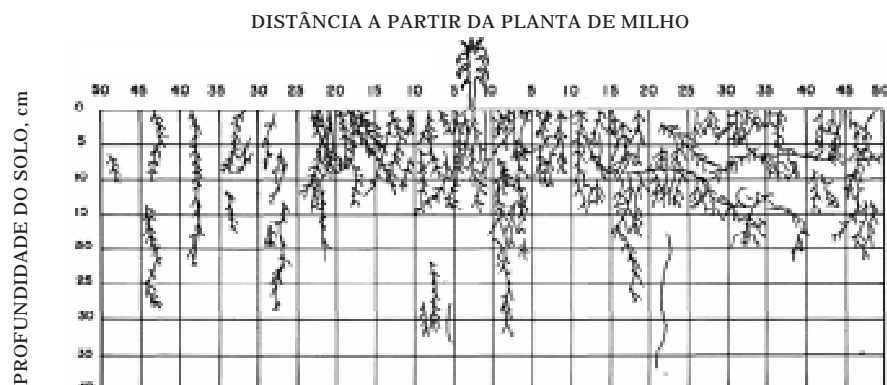 DISTÂNCIA A PARTIR DA PLANTA DE MILHO
50 45 40 35 30 25 20 15 10 5 0 5 10 15 20 25 30 35 40 45 50
PROFUNDIDADE DO SOLO, cm
0
5
10
15
20
25
30
35